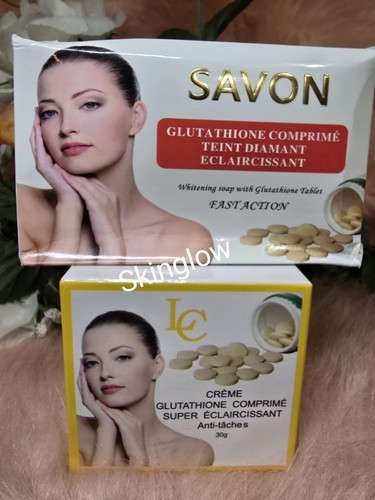 SAVON
GLUTATHIONE COMPRIMÉ
TEINT DIAMANT
ECLAIRCISSANT
Whitening soap with Glutathione Tablet
FAST ACTION
Skinglow
LC
CRÈME
GLUTATHIONE COMPRIMÉ
SUPER ÉCLAIRCISSANT
Anti-tâches
30g